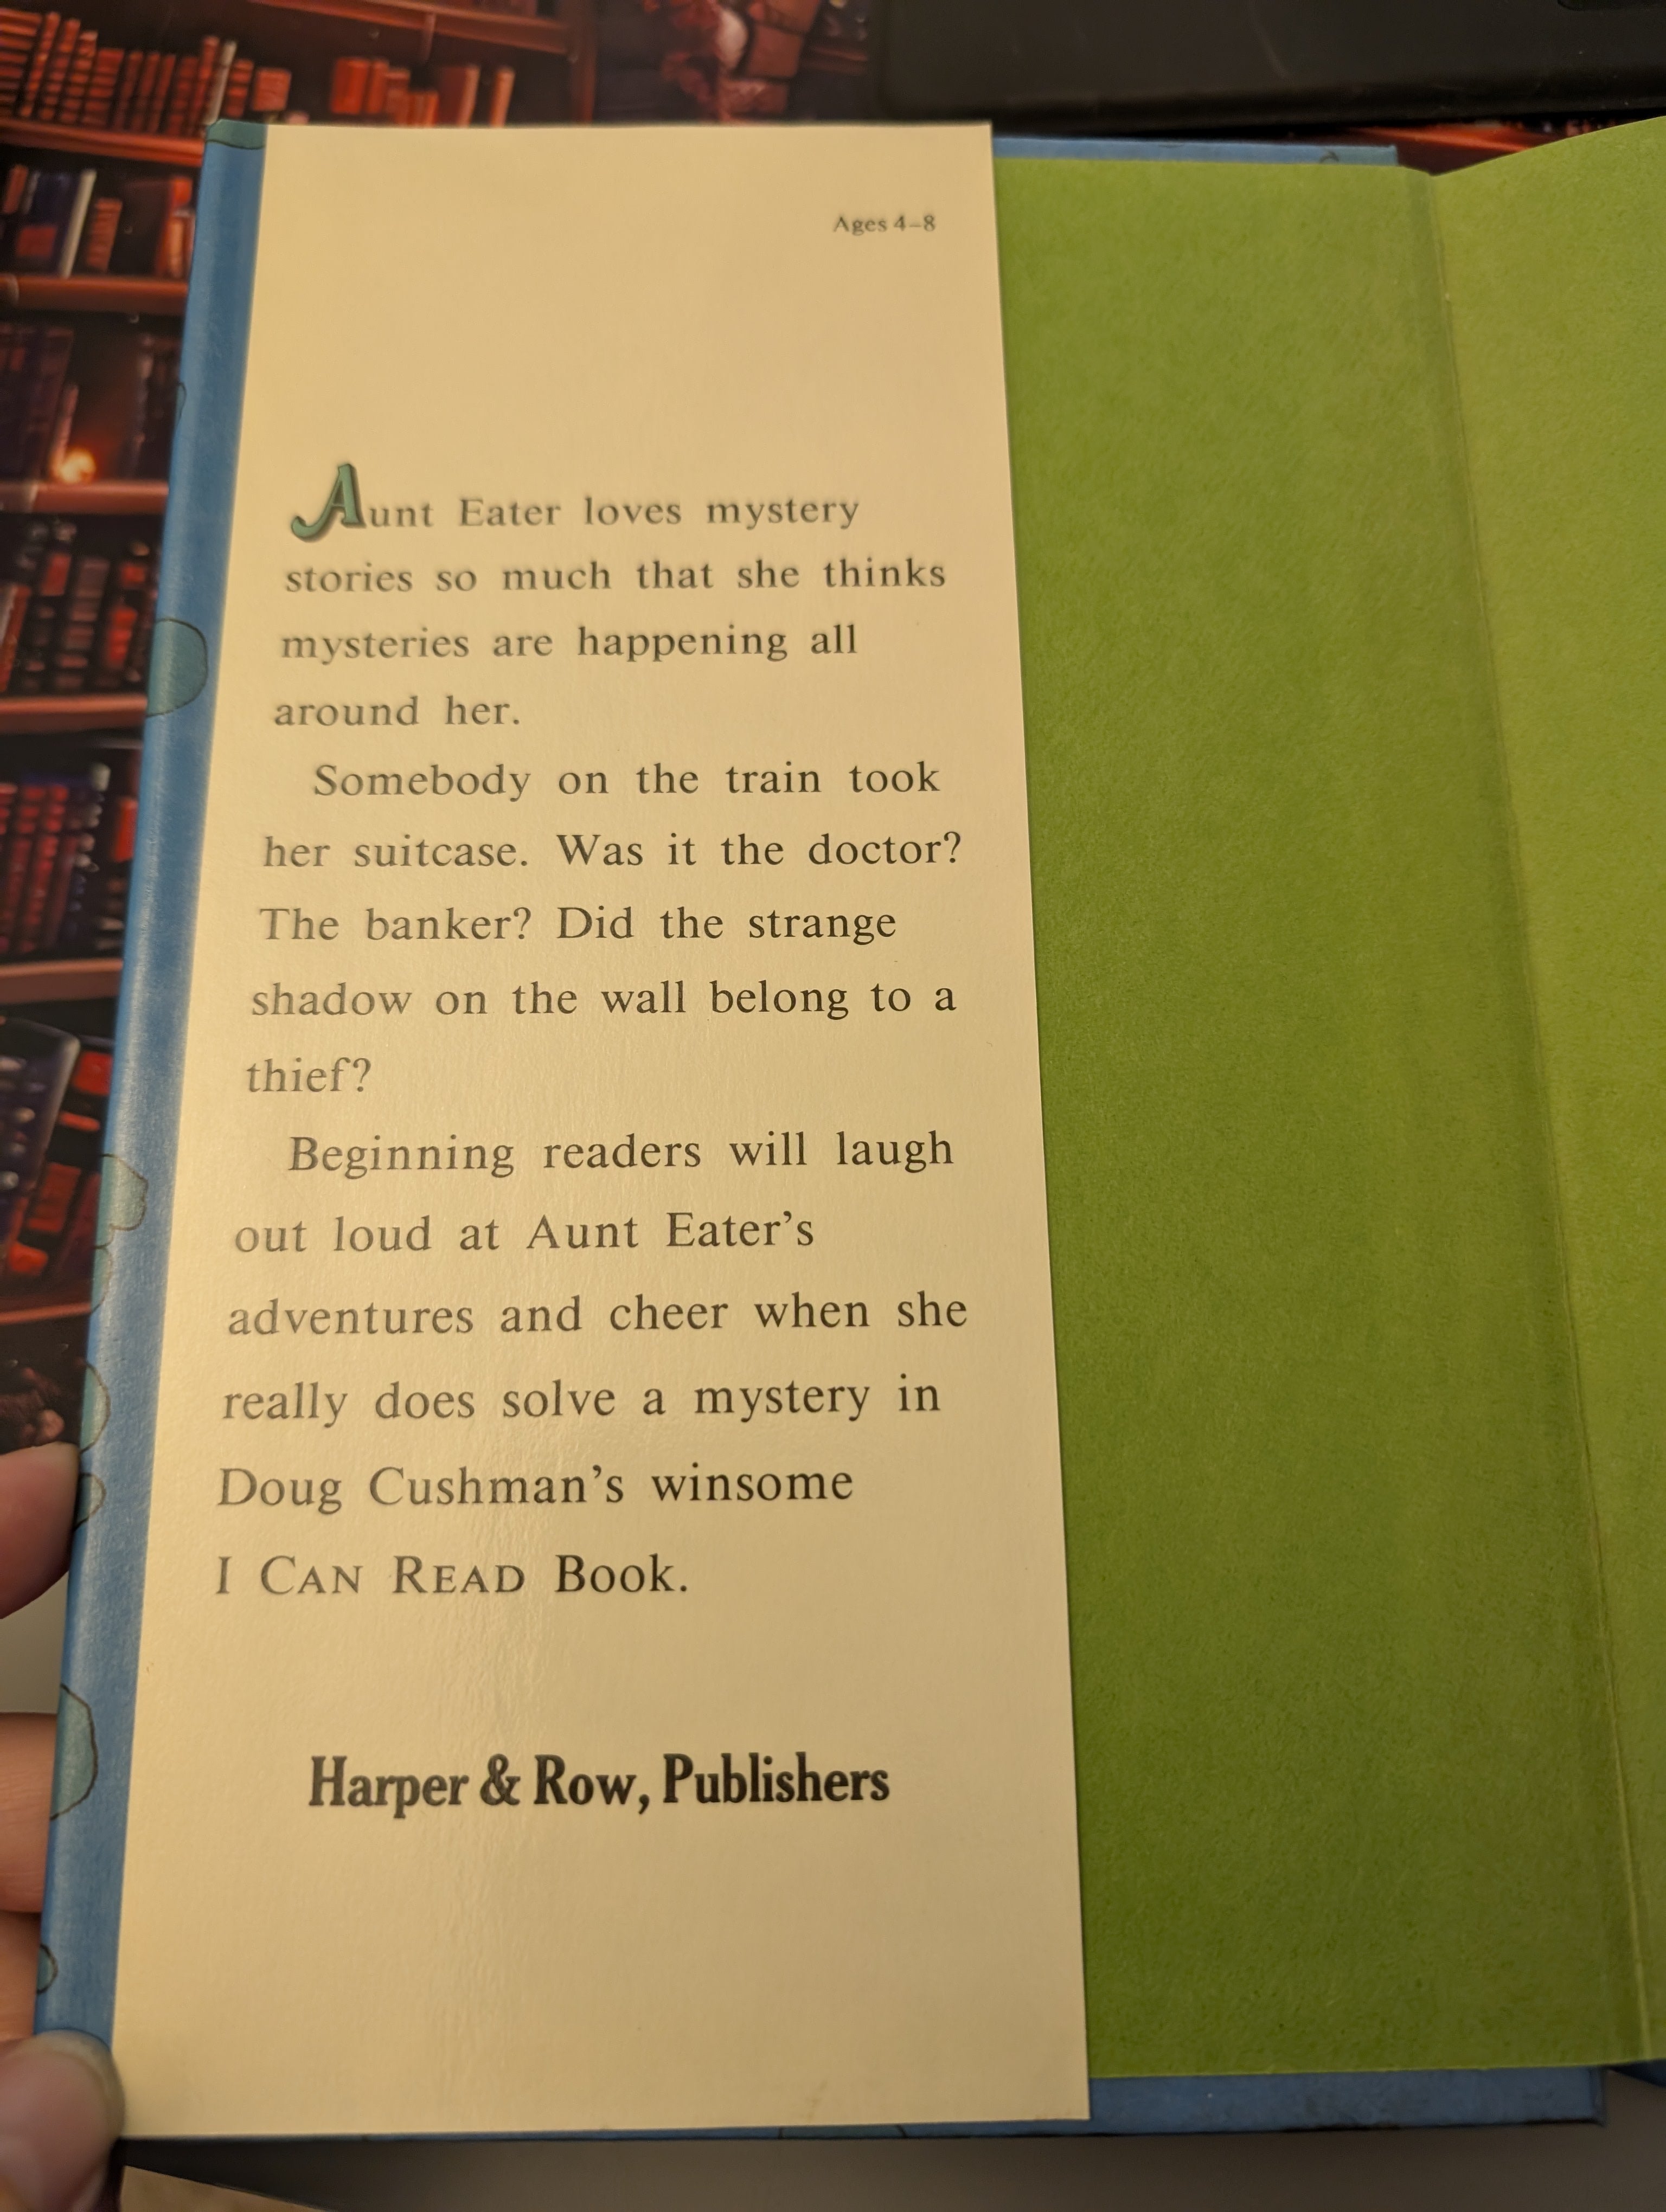 Ages 4–8
Aunt Eater loves mystery
stories so much that she thinks
mysteries are happening all
around her.
Somebody on the train took
her suitcase. Was it the doctor?
The banker? Did the strange
shadow on the wall belong to a
thief?
Beginning readers will laugh
out loud at Aunt Eater’s
adventures and cheer when she
really does solve a mystery in
Doug Cushman’s winsome
I CAN READ Book.
Harper & Row, Publishers